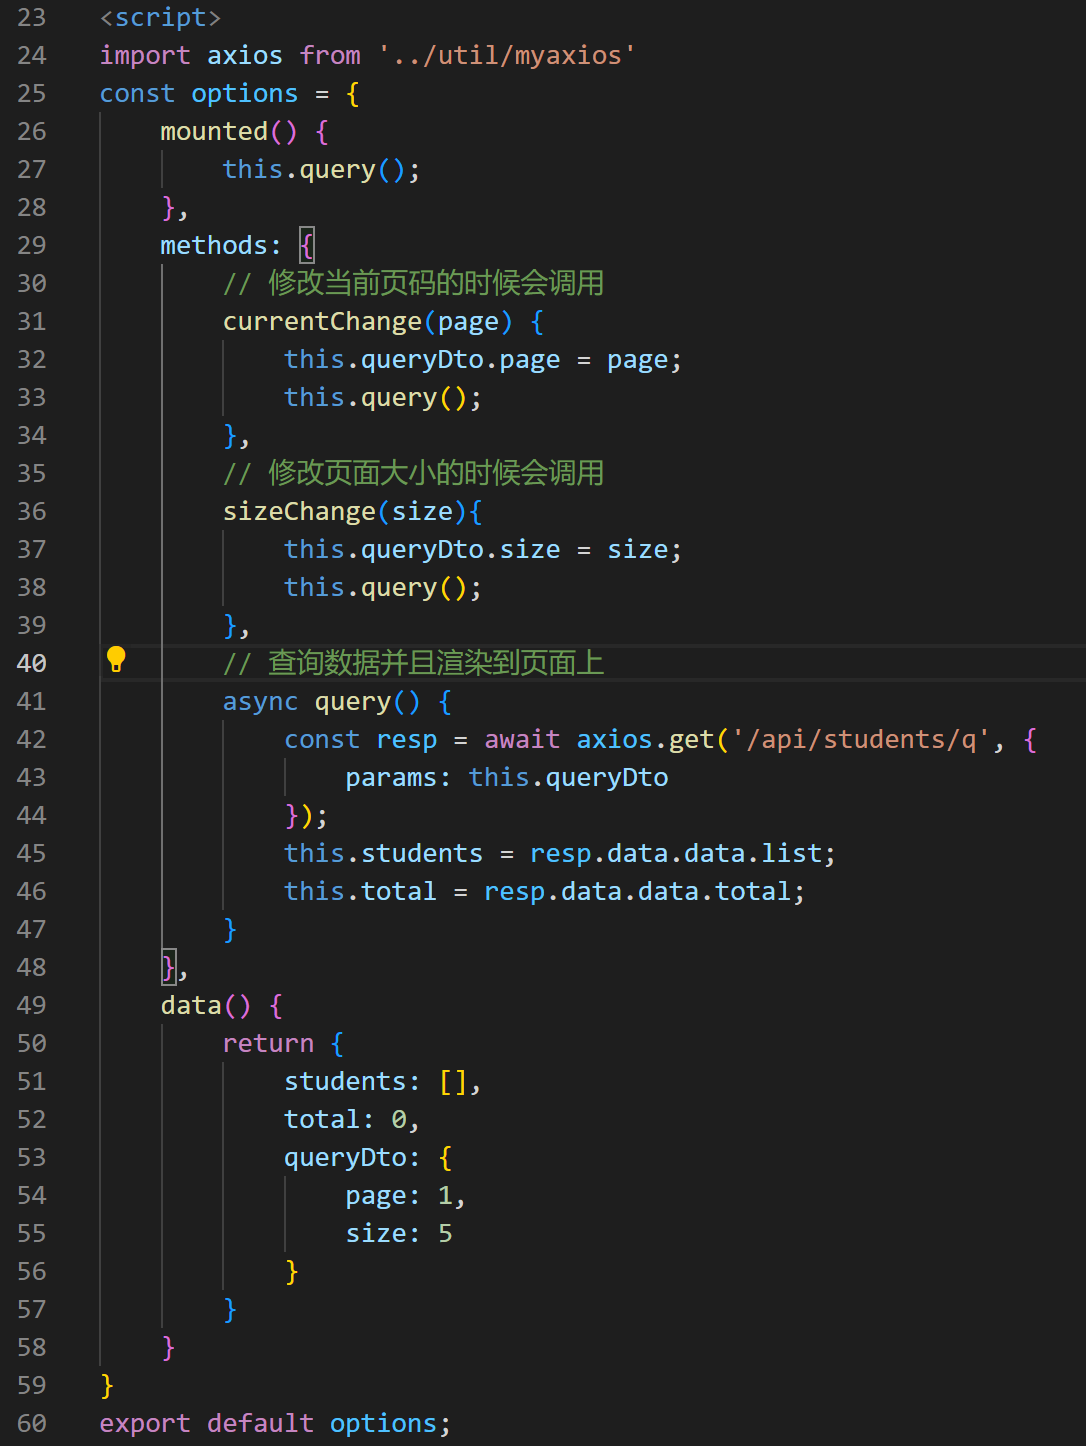 23 <script>
24 import axios from '../util/myaxios'
25 const options = {
26     mounted() {
27         this.query();
28     },
29     methods: {
30         // 修改当前页码的时候会调用
31         currentChange(page) {
32             this.queryDto.page = page;
33             this.query();
34         },
35         // 修改页面大小的时候会调用
36         sizeChange(size){
37             this.queryDto.size = size;
38             this.query();
39         },
40         // 查询数据并且渲染到页面上
41         async query() {
42             const resp = await axios.get('/api/students/q', {
43                 params: this.queryDto
44             });
45             this.students = resp.data.data.list;
46             this.total = resp.data.data.total;
47         }
48     },
49     data() {
50         return {
51             students: [],
52             total: 0,
53             queryDto: {
54                 page: 1,
55                 size: 5
56             }
57         }
58     }
59 }
60 export default options;